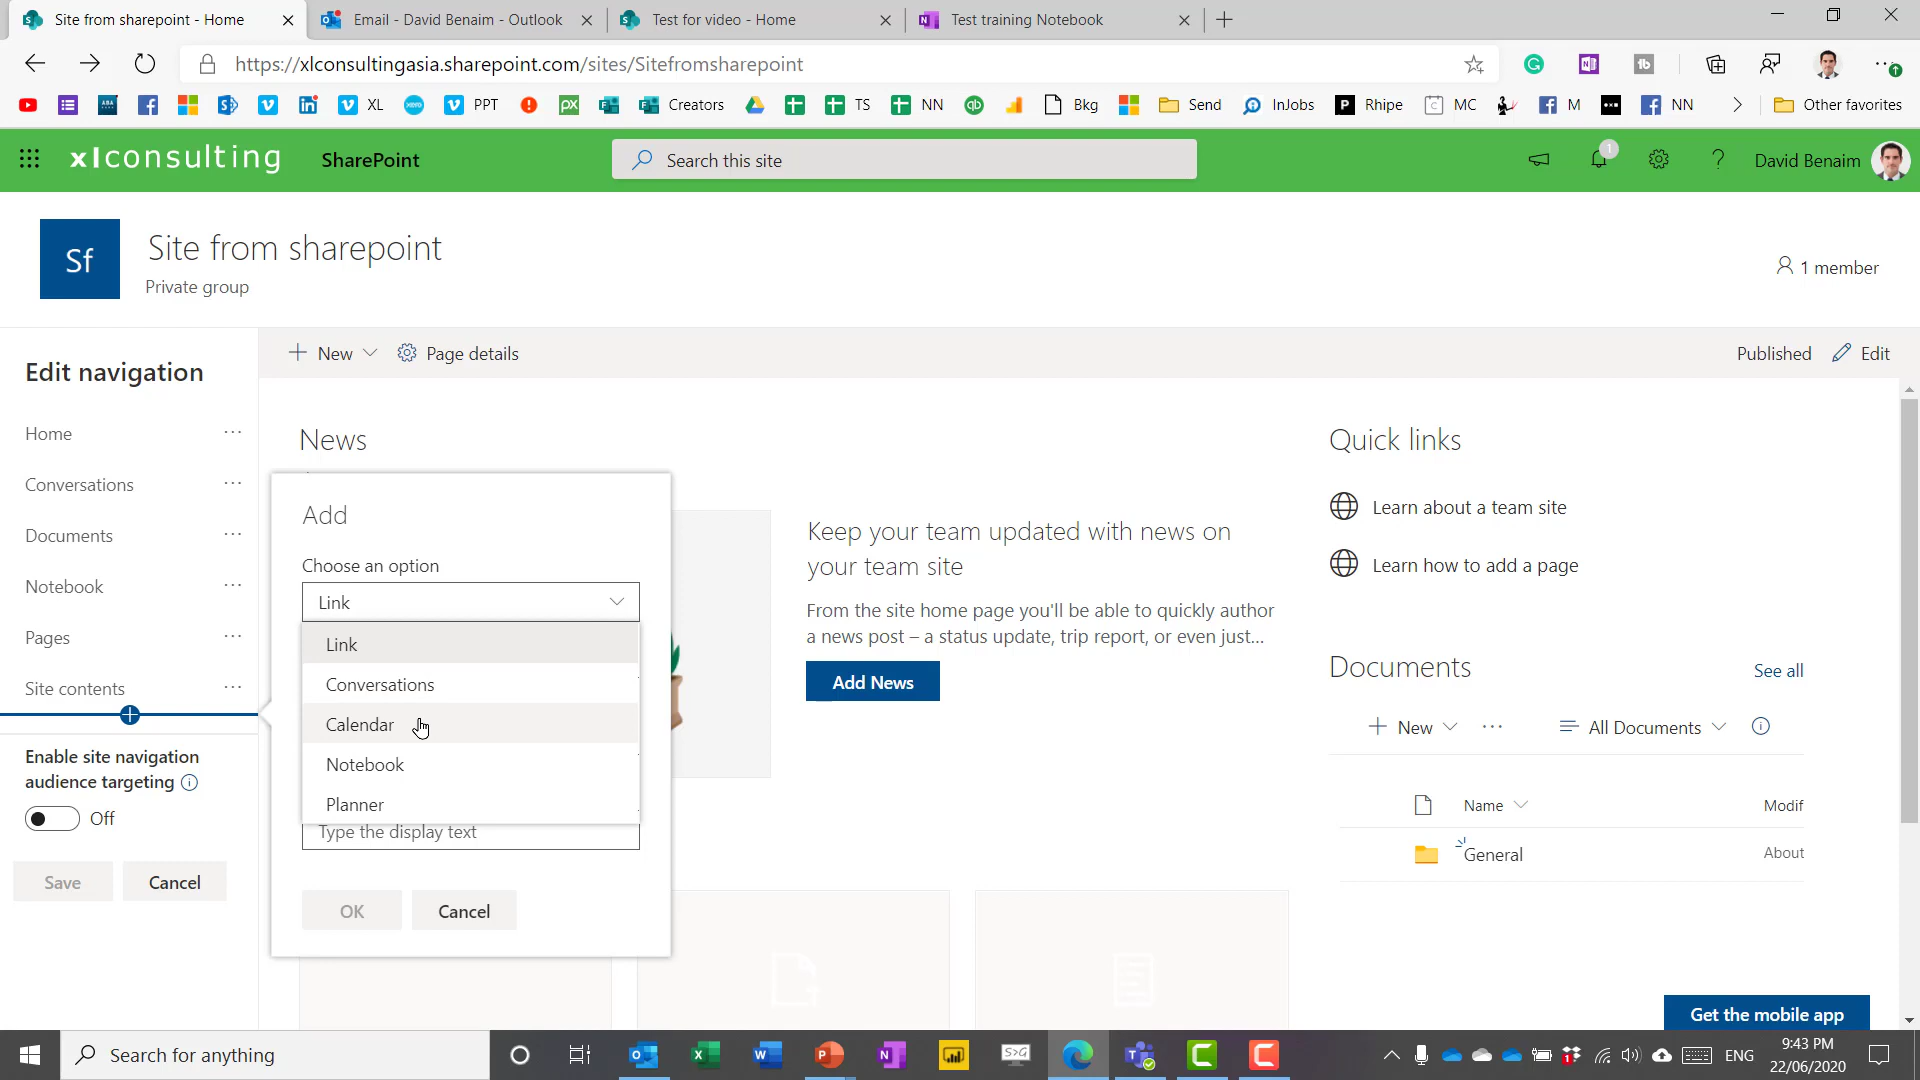 Site from sharepoint - Home
Email - David Benaim - Outlook
Test for video - Home
Test training Notebook
https://xlconsultingasia.sharepoint.com/sites/Sitefromsharepoint
XL
PPT
Creators
TS
NN
Bkg
Send
InJobs
Rhipe
MC
M
NN
Other favorites
xlconsulting
SharePoint
Search this site
1
David Benaim
Sf
Site from sharepoint
Private group
1 member
Edit navigation
New
Page details
Published
Edit
Home
Conversations
Documents
Notebook
Pages
Site contents
Enable site navigation
audience targeting
Off
Save
Cancel
News
Add
Choose an option
Link
Link
Conversations
Calendar
Notebook
Planner
Type the display text
OK
Cancel
Keep your team updated with news on
your team site
From the site home page you'll be able to quickly author
a news post – a status update, trip report, or even just...
Add News
Quick links
Learn about a team site
Learn how to add a page
Documents
See all
New
All Documents
Name
Modif
General
About
Get the mobile app
Search for anything
ENG
9:43 PM
22/06/2020